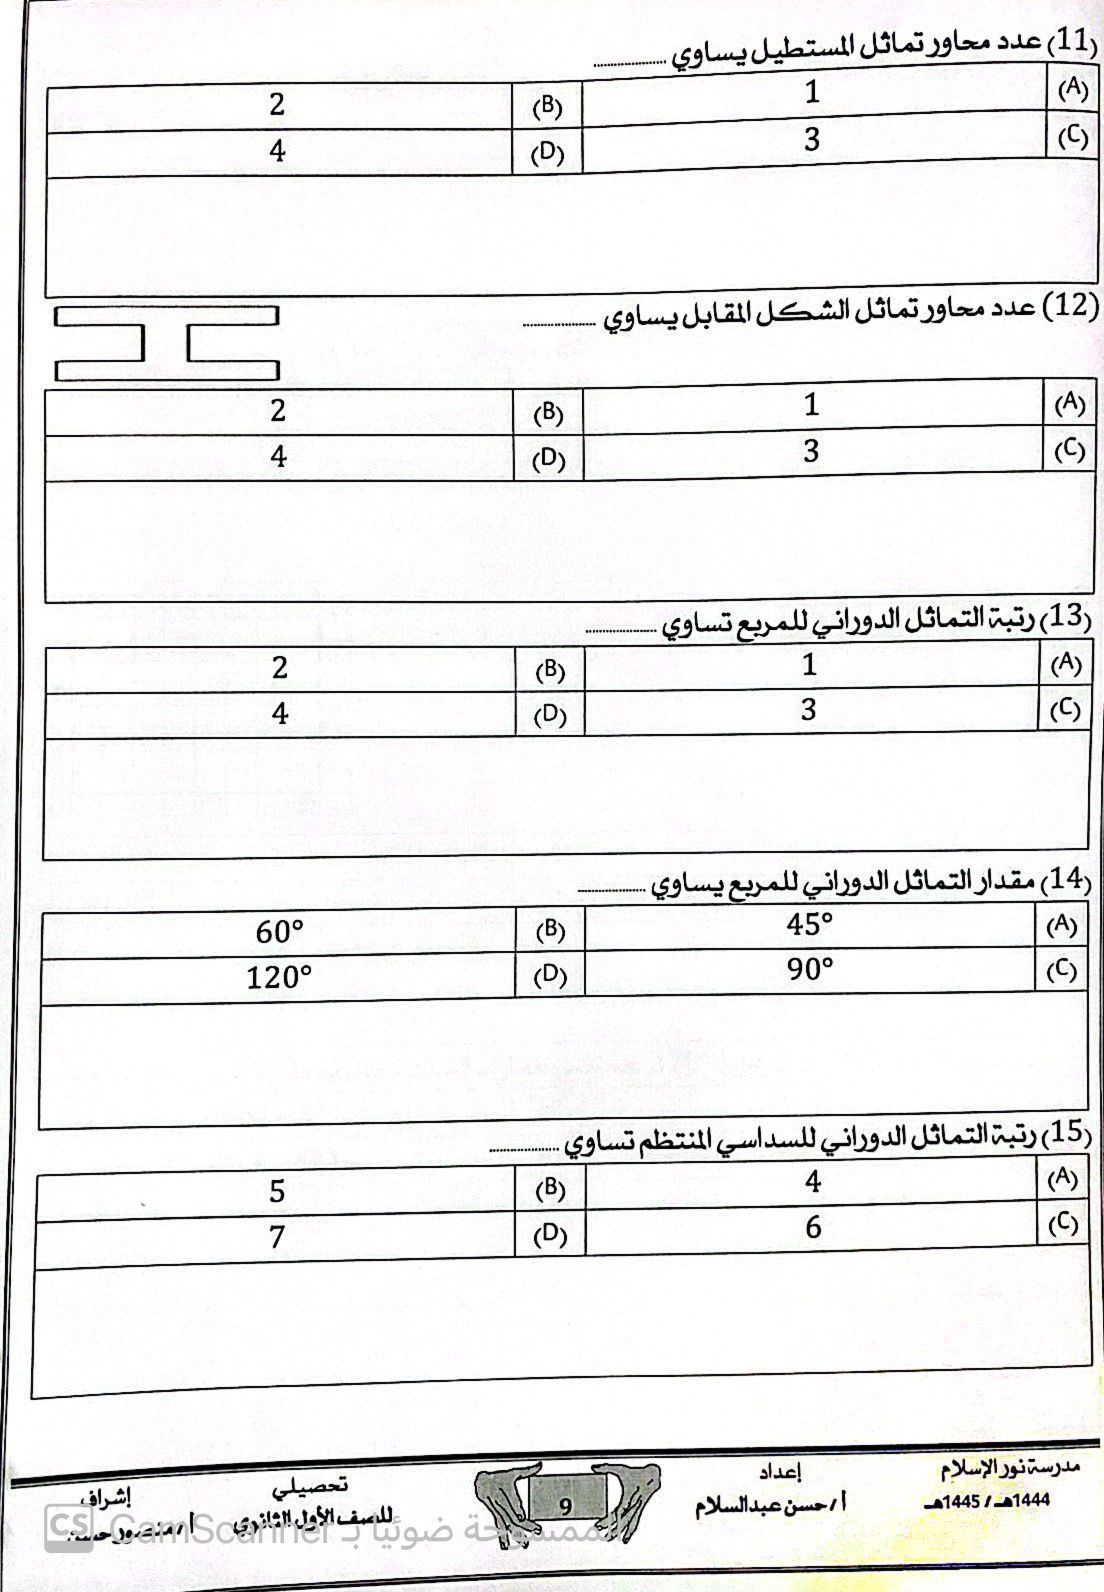 (11) عدد محاور تماثل المستطيل يساوي ..................
(A) 1 (B) 2
(C) 3 (D) 4
(12) عدد محاور تماثل الشكل المقابل يساوي ..................
(A) 1 (B) 2
(C) 3 (D) 4
(13) رتبة التماثل الدوراني للمربع تساوي ..................
(A) 1 (B) 2
(C) 3 (D) 4
(14) مقدار التماثل الدوراني للمربع يساوي ..................
(A) 45° (B) 60°
(C) 90° (D) 120°
(15) رتبة التماثل الدوراني للسداسي المنتظم تساوي ..................
(A) 4 (B) 5
(C) 6 (D) 7
مدرسة نور الإسلام
1444هـ / 1445هـ
إعداد
أ / حسن عبدالسلام
9
تحصيلي
للصف الأول الثانوي
إشراف
أ / منصور حسن
الممسوحة ضوئيا بـ CamScanner
CS